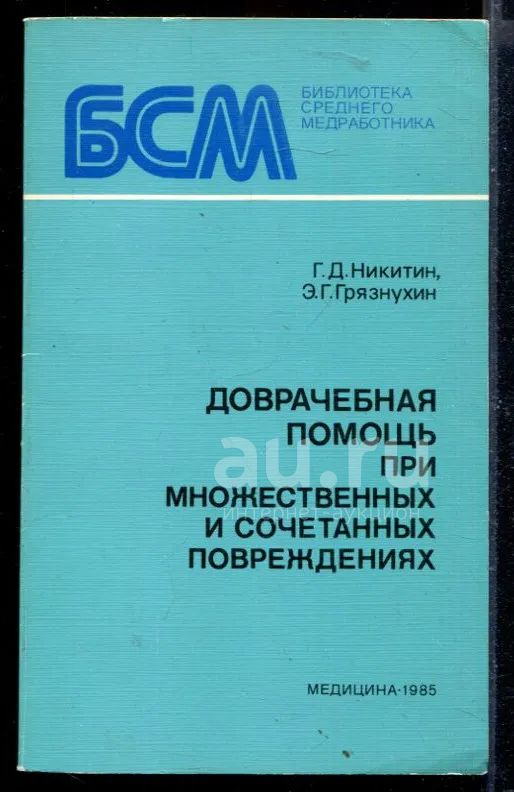 БСМ
БИБЛИОТЕКА
СРЕДНЕГО
МЕДРАБОТНИКА
Г.Д.Никитин,
Э.Г.Грязнухин
ДОВРАЧЕБНАЯ
ПОМОЩЬ
ПРИ
МНОЖЕСТВЕННЫХ
И СОЧЕТАННЫХ
ПОВРЕЖДЕНИЯХ
au.ru
интернет-аукцион
МЕДИЦИНА·1985